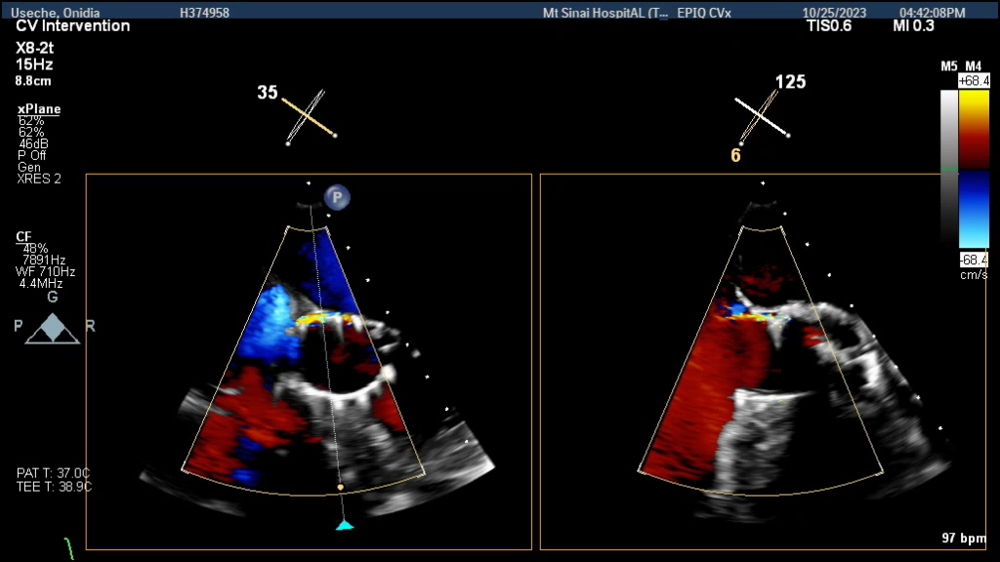 Useche, Onidia H374958 Mt Sinai HospitAL (T... EPIQ CVx 10/25/2023 04:42:08PM
CV Intervention TIS0.6 MI 0.3
X8-2t
15Hz
8.8cm
M5 M4
+68.4
35
125
xPlane
62%
62%
46dB
P Off
Gen
XRES 2
6
P
CF
48%
7891Hz
WF 710Hz
4.4MHz
-68.4
cm/s
G
P R
PAT T: 37.0C
TEE T: 38.9C
97 bpm